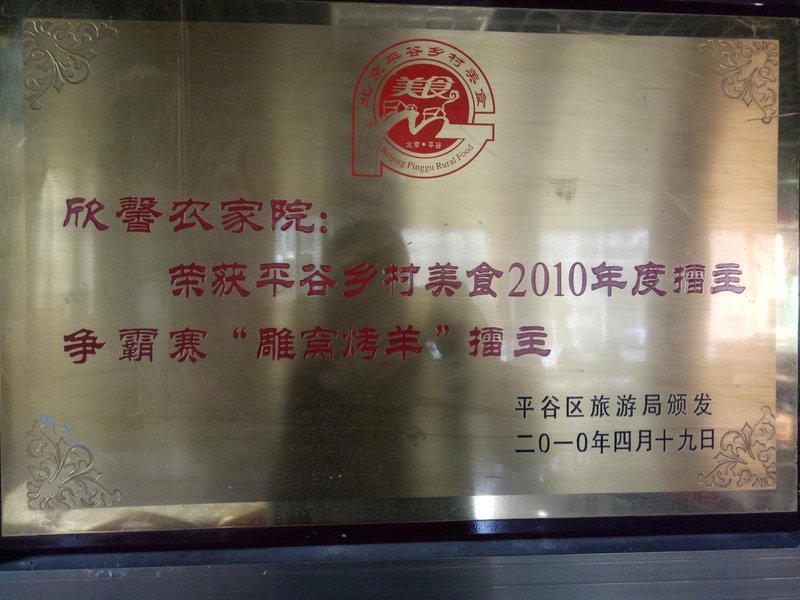 北京平谷乡村美食
美食
北京·平谷
Beijing Pinggu Rural Food
欣馨农家院：
荣获平谷乡村美食2010年度擂主
争霸赛“雕窝烤羊”擂主
平谷区旅游局颁发
二〇一〇年四月十九日